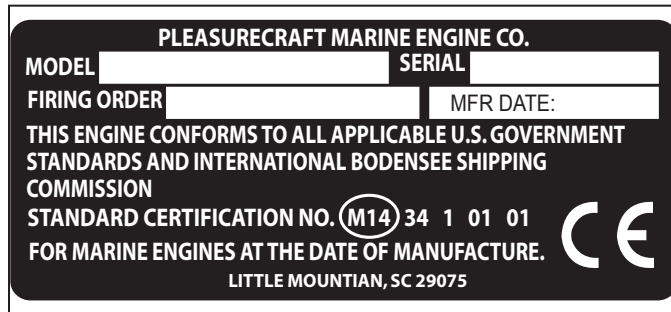 PLEASURECRAFT MARINE ENGINE CO.
MODEL SERIAL
FIRING ORDER MFR DATE:
THIS ENGINE CONFORMS TO ALL APPLICABLE U.S. GOVERNMENT
STANDARDS AND INTERNATIONAL BODENSEE SHIPPING
COMMISSION
STANDARD CERTIFICATION NO. M14 34 1 01 01
FOR MARINE ENGINES AT THE DATE OF MANUFACTURE.
CE
LITTLE MOUNTIAN, SC 29075